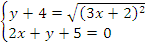 {y + 4 = √(3x + 2)²
2x + y + 5 = 0